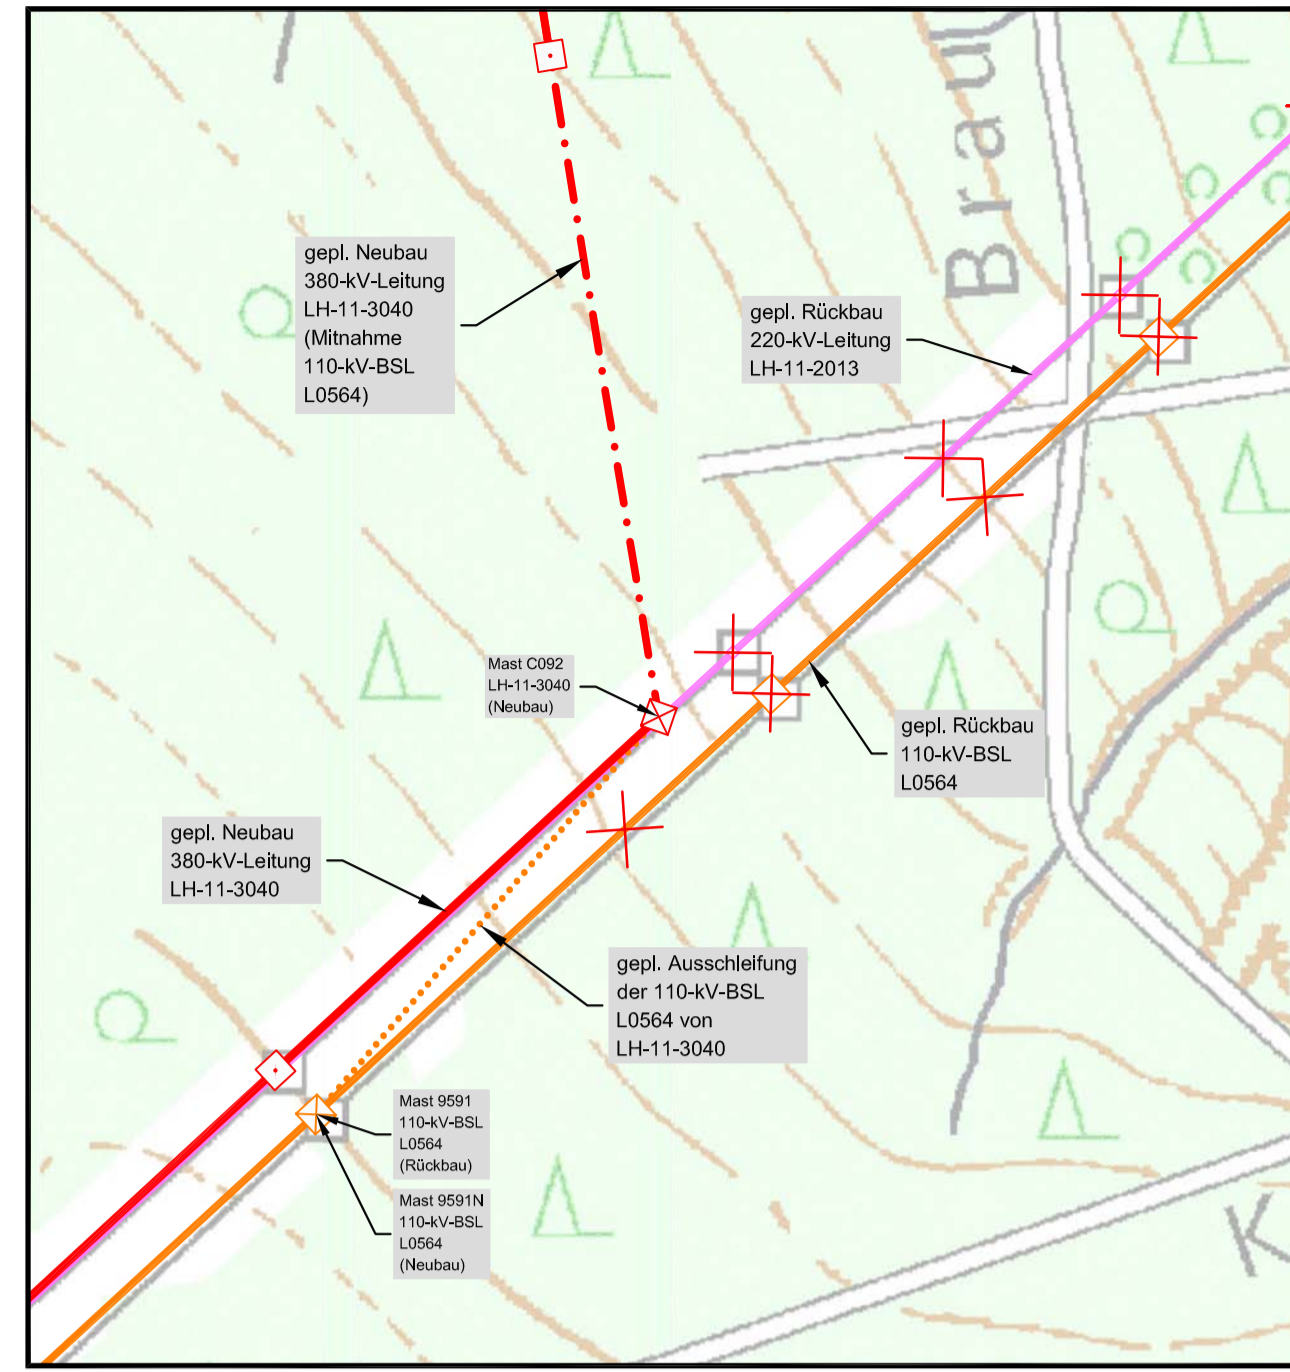 Brau
gepl. Neubau
380-kV-Leitung
LH-11-3040
(Mitnahme
110-kV-BSL
L0564)
gepl. Rückbau
220-kV-Leitung
LH-11-2013
Mast C092
LH-11-3040
(Neubau)
gepl. Rückbau
110-kV-BSL
L0564
gepl. Neubau
380-kV-Leitung
LH-11-3040
gepl. Ausschleifung
der 110-kV-BSL
L0564 von
LH-11-3040
Mast 9591
110-kV-BSL
L0564
(Rückbau)
Mast 9591N
110-kV-BSL
L0564
(Neubau)
K